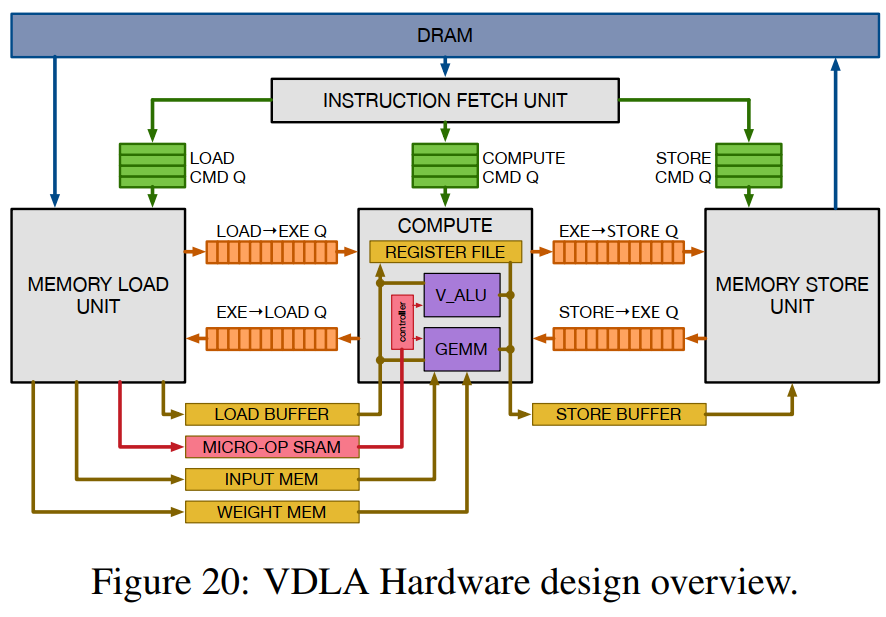 DRAM
INSTRUCTION FETCH UNIT
LOAD
CMD Q
COMPUTE
CMD Q
STORE
CMD Q
MEMORY LOAD
UNIT
LOAD→EXE Q
EXE→LOAD Q
COMPUTE
REGISTER FILE
V_ALU
controller
GEMM
EXE→STORE Q
STORE→EXE Q
MEMORY STORE
UNIT
LOAD BUFFER
STORE BUFFER
MICRO-OP SRAM
INPUT MEM
WEIGHT MEM
Figure 20: VDLA Hardware design overview.